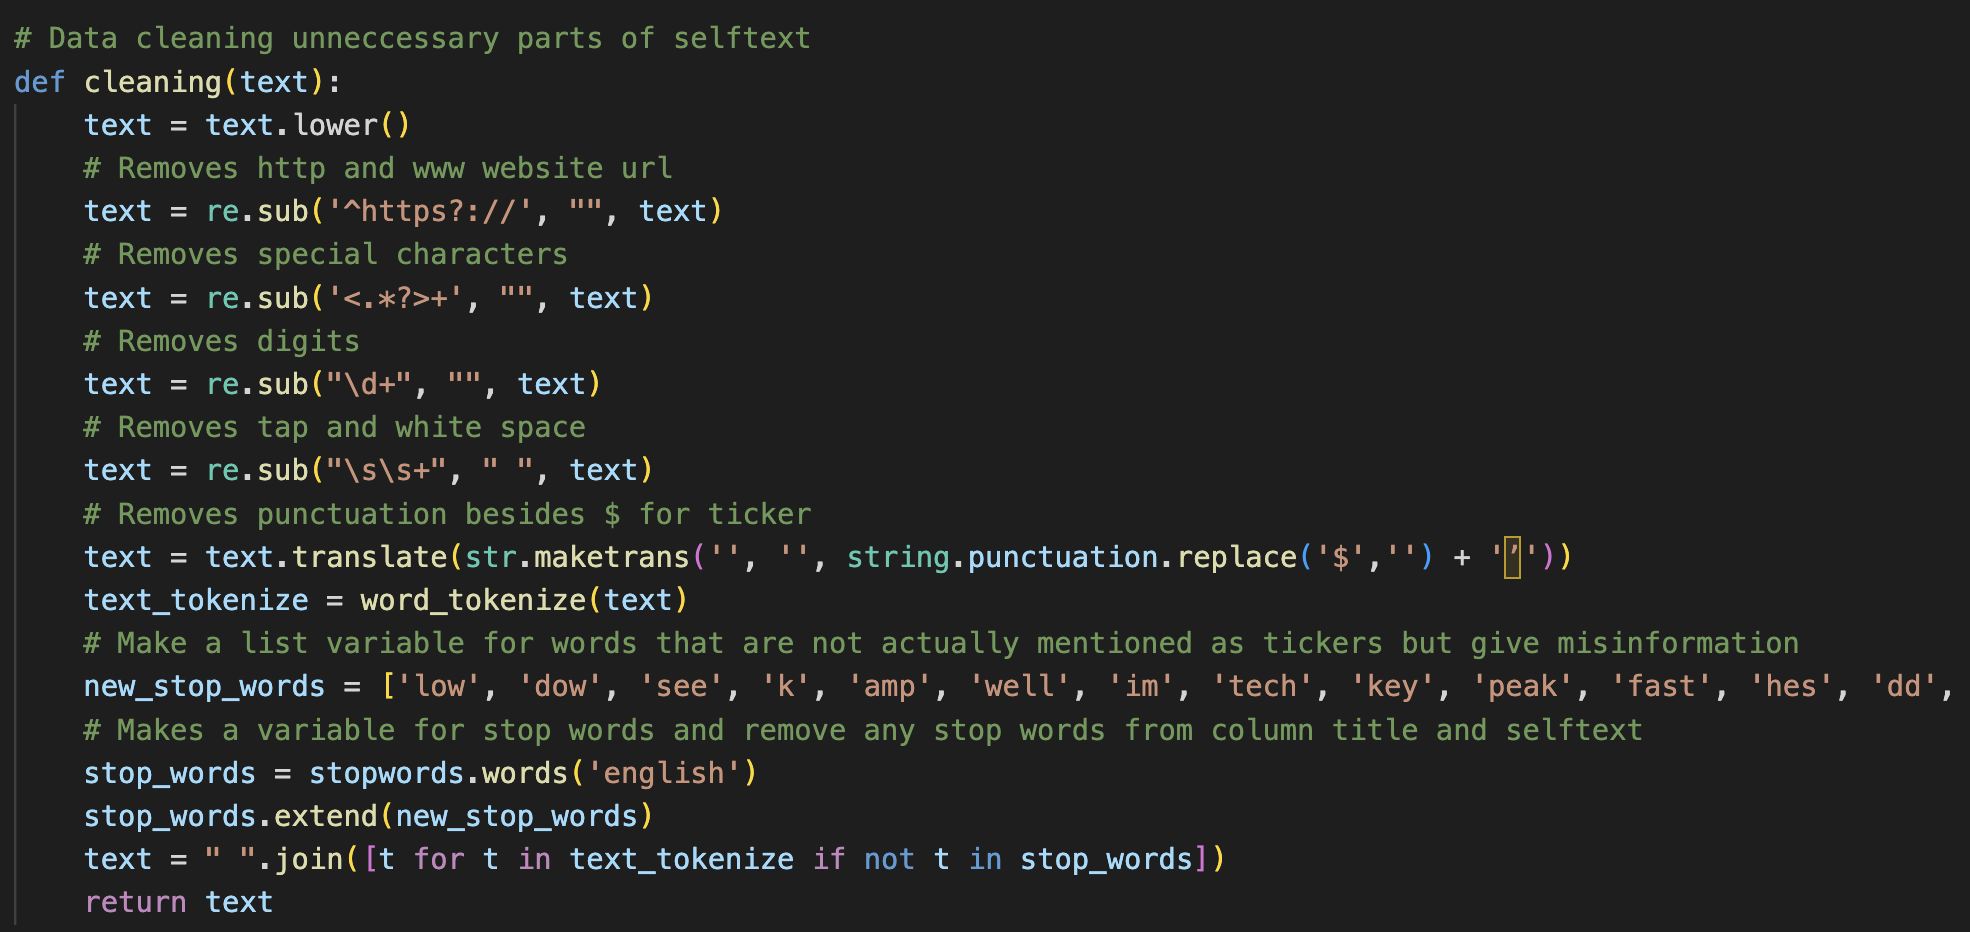 # Data cleaning unneccessary parts of selftext
def cleaning(text):
    text = text.lower()
    # Removes http and www website url
    text = re.sub('^https?://', "", text)
    # Removes special characters
    text = re.sub('<.*?>+', "", text)
    # Removes digits
    text = re.sub("\d+", "", text)
    # Removes tap and white space
    text = re.sub("\s\s+", " ", text)
    # Removes punctuation besides $ for ticker
    text = text.translate(str.maketrans('', '', string.punctuation.replace('$','') + '’'))
    text_tokenize = word_tokenize(text)
    # Make a list variable for words that are not actually mentioned as tickers but give misinformation
    new_stop_words = ['low', 'dow', 'see', 'k', 'amp', 'well', 'im', 'tech', 'key', 'peak', 'fast', 'hes', 'dd',
    # Makes a variable for stop words and remove any stop words from column title and selftext
    stop_words = stopwords.words('english')
    stop_words.extend(new_stop_words)
    text = " ".join([t for t in text_tokenize if not t in stop_words])
    return text